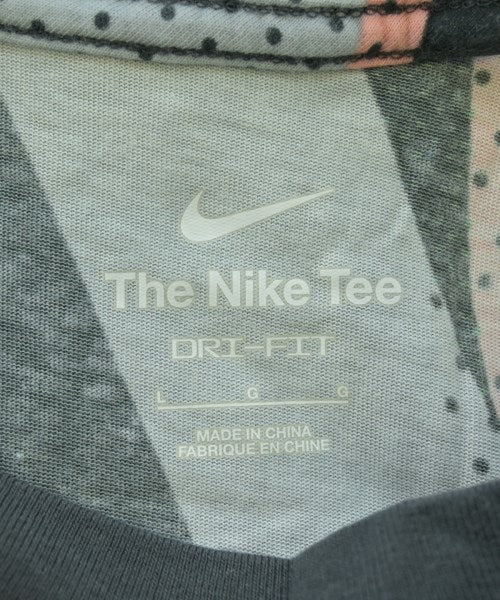 The Nike Tee
DRI-FIT
L G G
MADE IN CHINA
FABRIQUE EN CHINE